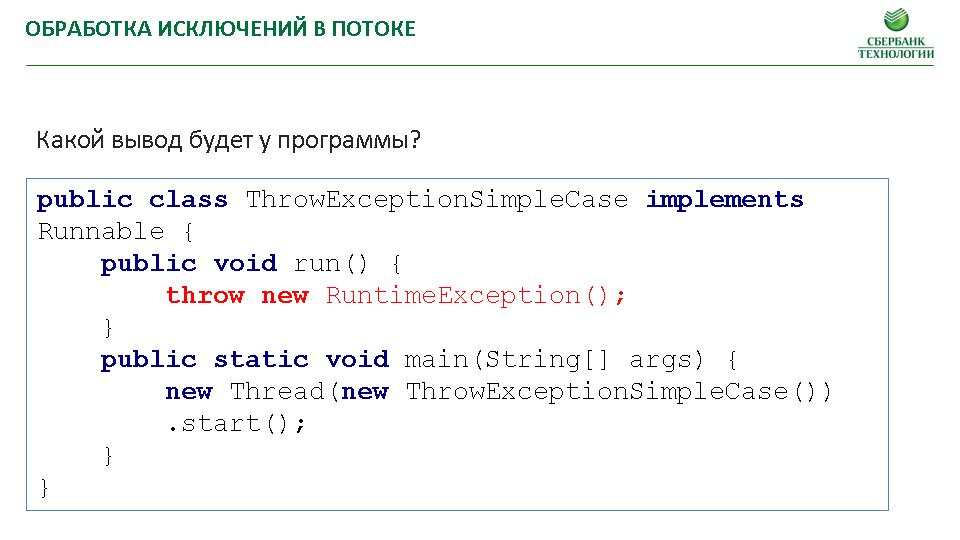 ОБРАБОТКА ИСКЛЮЧЕНИЙ В ПОТОКЕ
СБЕРБАНК
ТЕХНОЛОГИИ
Какой вывод будет у программы?
public class ThrowExceptionSimpleCase implements
Runnable {
    public void run() {
        throw new RuntimeException();
    }
    public static void main(String[] args) {
        new Thread(new ThrowExceptionSimpleCase())
        .start();
    }
}